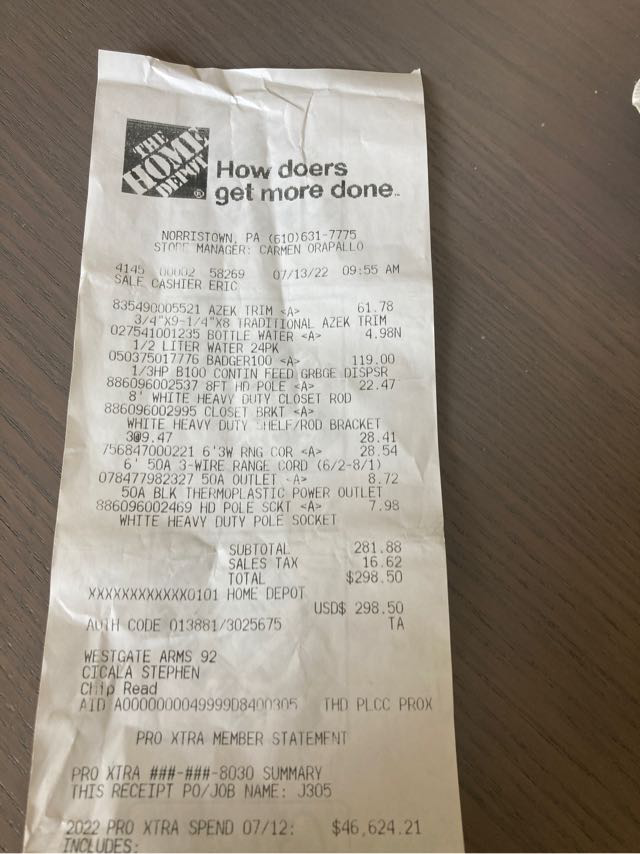 THE
HOME
DEPOT
®
How doers
get more done™
NORRISTOWN, PA (610)631-7775
STORE MANAGER: CARMEN ORAPALLO
4145 00002 58269 07/13/22 09:55 AM
SALE CASHIER ERIC
835490005521 AZEK TRIM <A> 61.78
3/4"X9-1/4"X8 TRADITIONAL AZEK TRIM
027541001235 BOTTLE WATER <A> 4.98N
1/2 LITER WATER 24PK
050375017776 BADGER100 <A> 119.00
1/3HP B100 CONTIN FEED GRBGE DISPSR
886096002537 8FT HD POLE <A> 22.47
8' WHITE HEAVY DUTY CLOSET ROD
886096002995 CLOSET BRKT <A>
WHITE HEAVY DUTY SHELF/ROD BRACKET
3@9.47 28.41
756847000221 6'3W RNG COR <A> 28.54
6' 50A 3-WIRE RANGE CORD (6/2-8/1)
078477982327 50A OUTLET <A> 8.72
50A BLK THERMOPLASTIC POWER OUTLET
886096002469 HD POLE SCKT <A> 7.98
WHITE HEAVY DUTY POLE SOCKET
SUBTOTAL 281.88
SALES TAX 16.62
TOTAL $298.50
XXXXXXXXXXXX0101 HOME DEPOT
USD$ 298.50
AUTH CODE 013881/3025675 TA
WESTGATE ARMS 92
CICALA STEPHEN
Chip Read
AID A0000000049999D8400305 THD PLCC PROX
PRO XTRA MEMBER STATEMENT
PRO XTRA ###-###-8030 SUMMARY
THIS RECEIPT PO/JOB NAME: J305
2022 PRO XTRA SPEND 07/12: $46,624.21
INCLUDES: